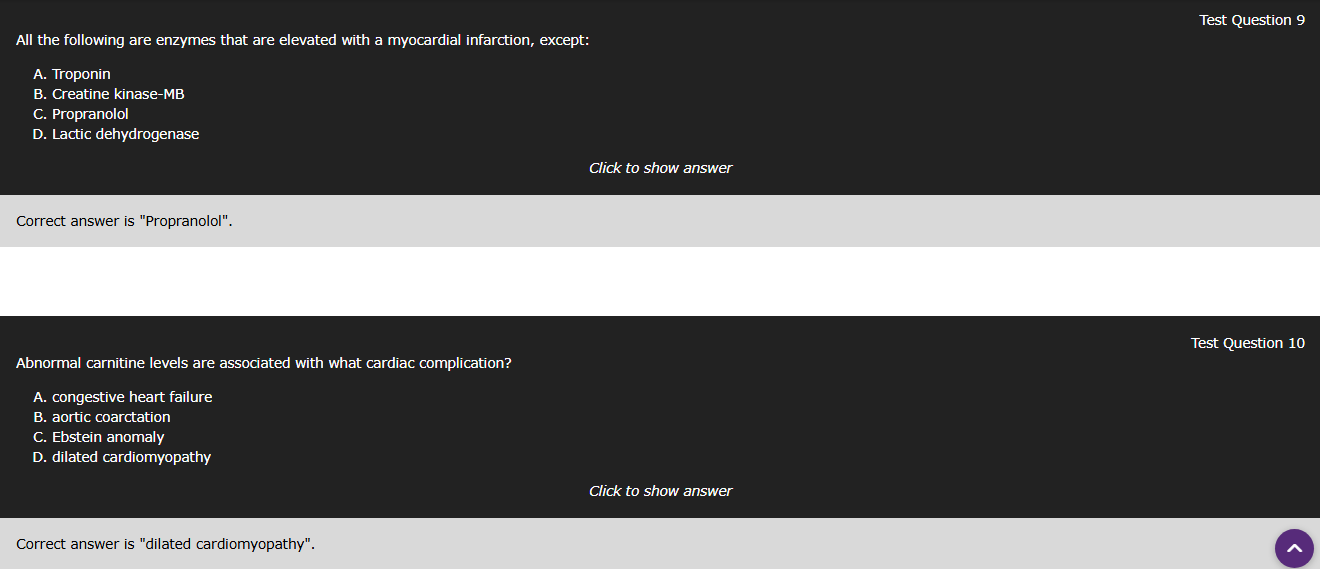 Test Question 9
All the following are enzymes that are elevated with a myocardial infarction, except:
A. Troponin
B. Creatine kinase-MB
C. Propranolol
D. Lactic dehydrogenase
Click to show answer
Correct answer is "Propranolol".
Test Question 10
Abnormal carnitine levels are associated with what cardiac complication?
A. congestive heart failure
B. aortic coarctation
C. Ebstein anomaly
D. dilated cardiomyopathy
Click to show answer
Correct answer is "dilated cardiomyopathy".